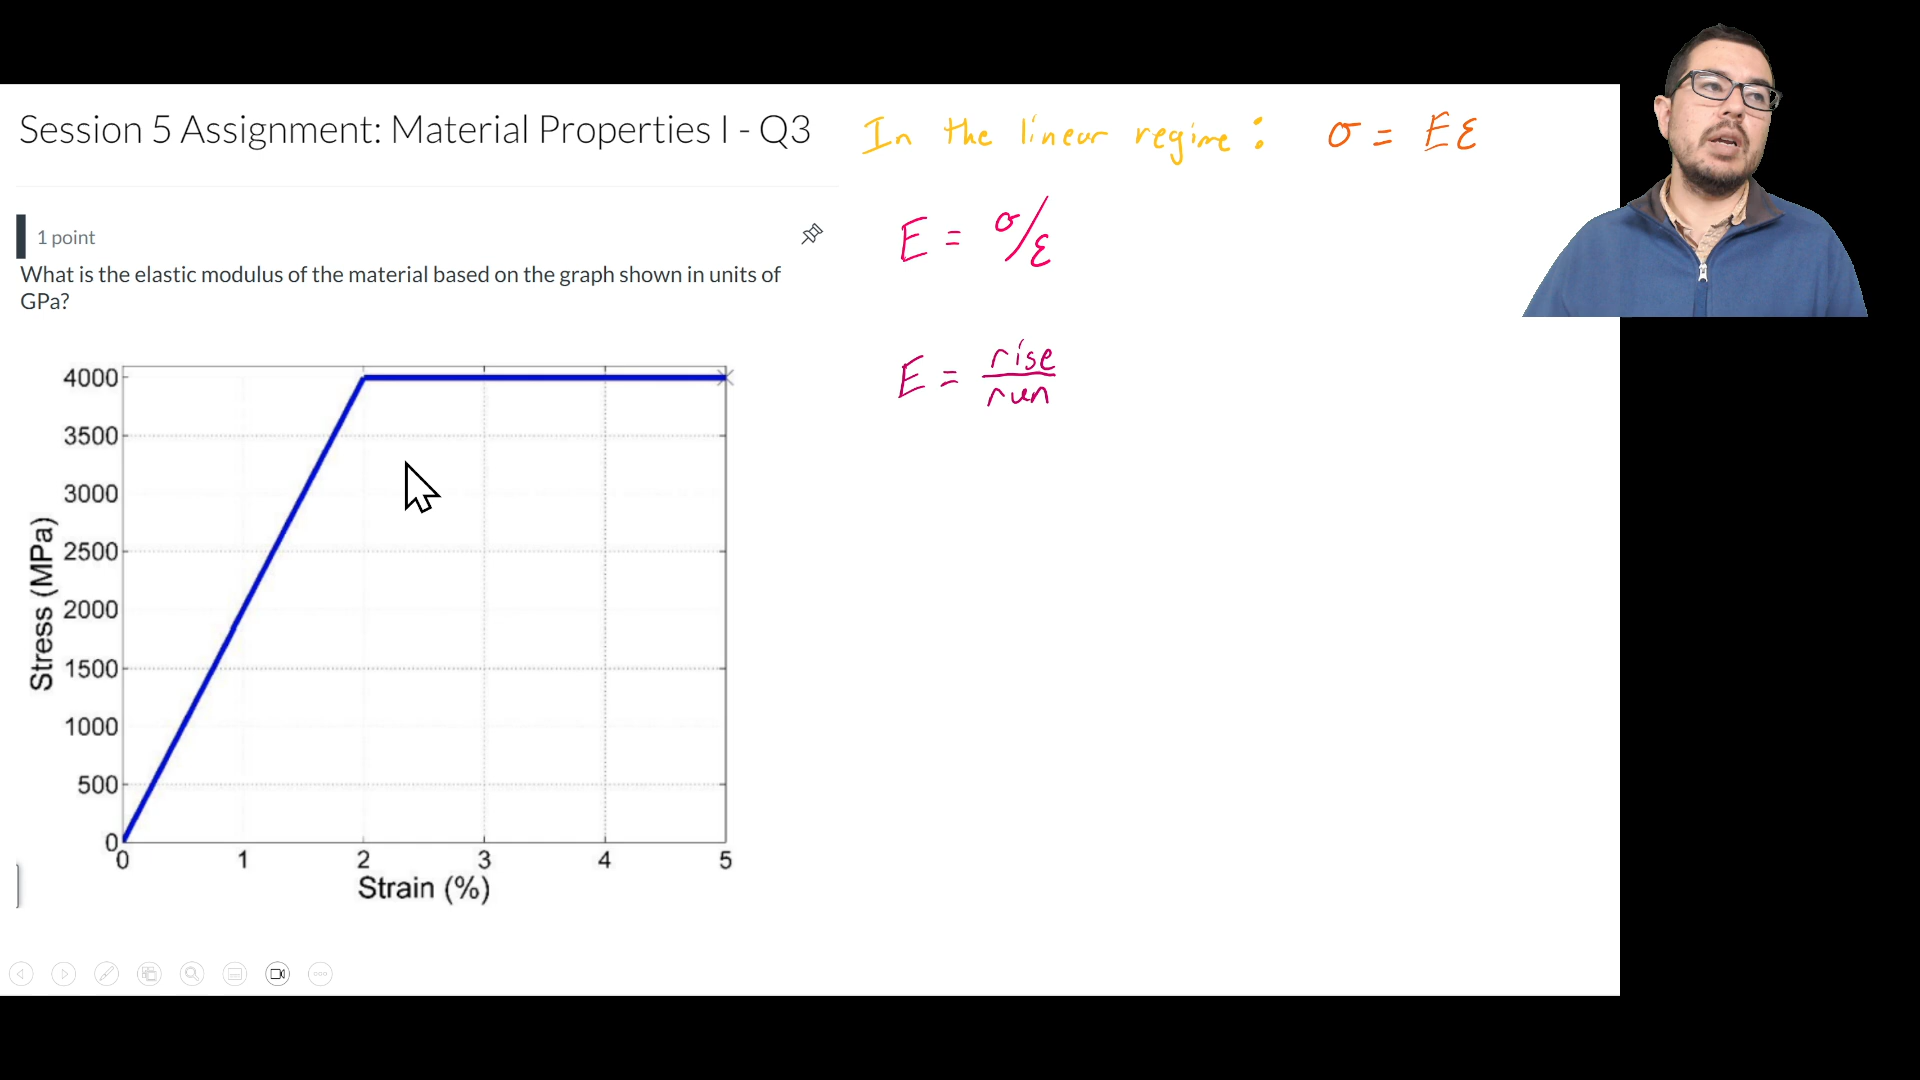 Session 5 Assignment: Material Properties I - Q3
In the linear regime: σ = Eε
E = σ/ε
1 point
What is the elastic modulus of the material based on the graph shown in units of
GPa?
E = rise
run
4000
3500
3000
2500
2000
1500
1000
500
0
Stress (MPa)
0 1 2 3 4 5
Strain (%)